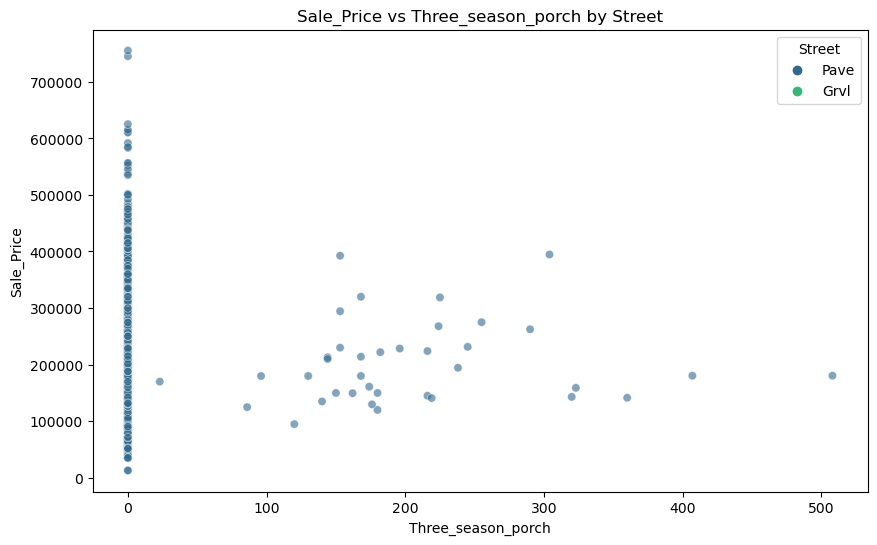 Sale_Price vs Three_season_porch by Street
Street
Pave
Grvl
Sale_Price
700000
600000
500000
400000
300000
200000
100000
0
0 100 200 300 400 500
Three_season_porch